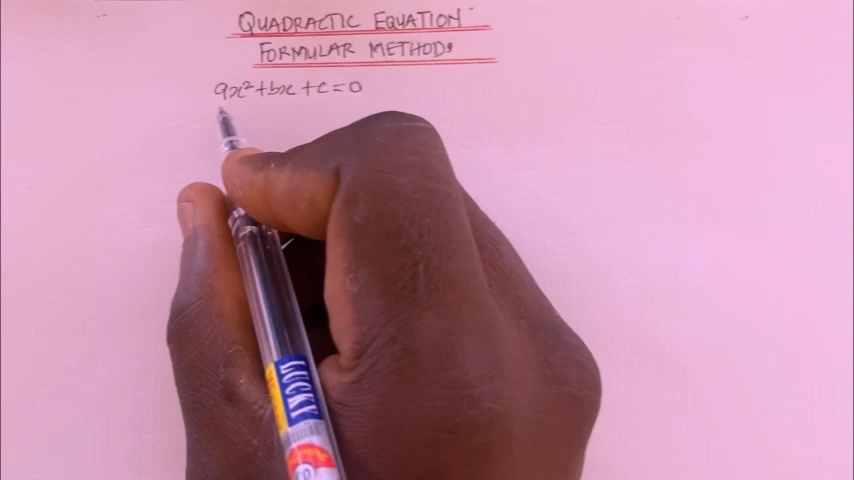 QUADRACTIC EQUATION
FORMULAR METHOD:
ax²+bx+c=0
LUCKY